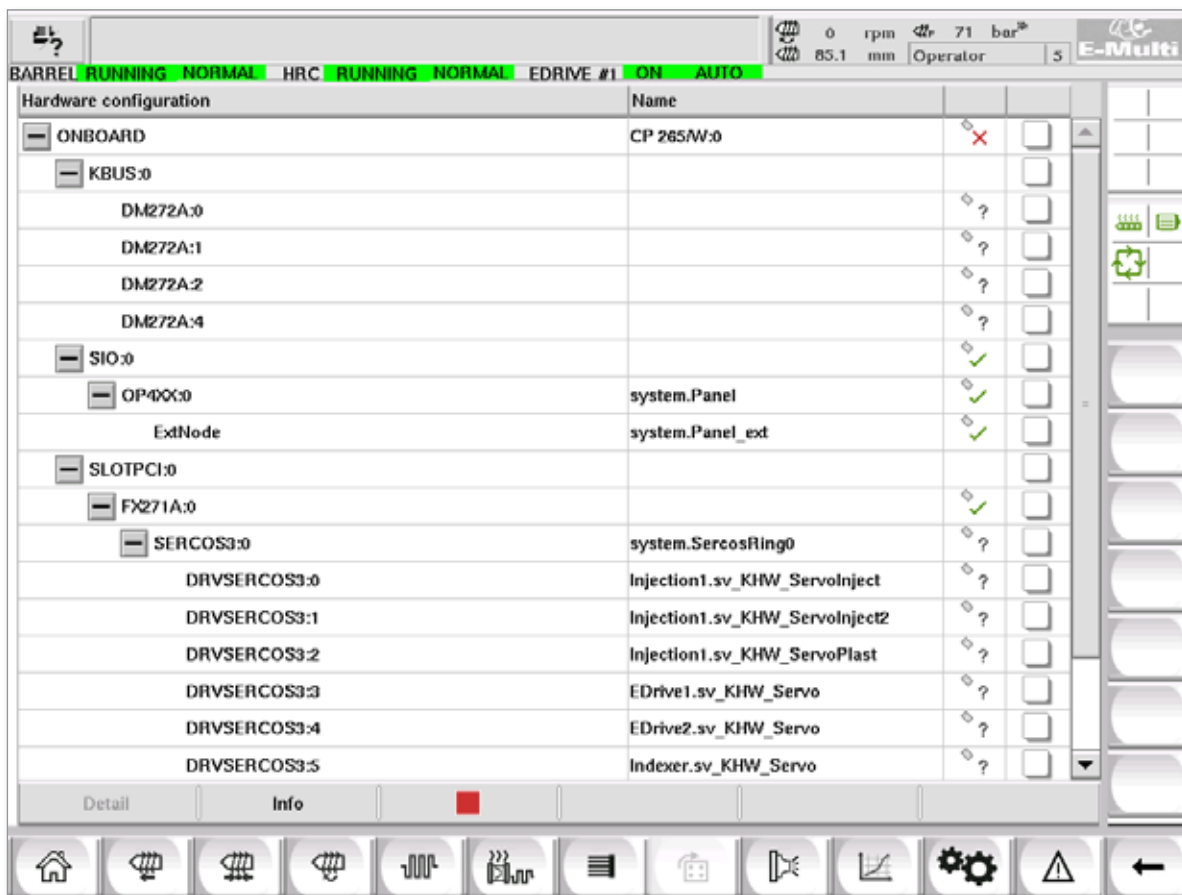 0 rpm 71 bar
E-Multi
85.1 mm Operator 5
BARREL RUNNING NORMAL HRC RUNNING NORMAL EDRIVE #1 ON AUTO
Hardware configuration Name
ONBOARD CP 265/W:0
KBUS:0
DM272A:0 ?
DM272A:1 ?
DM272A:2 ?
DM272A:4 ?
SIO:0
OP4XX:0 system.Panel
ExtNode system.Panel_ext
SLOTPCI:0
FX271A:0
SERCOS3:0 system.SercosRing0 ?
DRVSERCOS3:0 Injection1.sv_KHW_ServoInject ?
DRVSERCOS3:1 Injection1.sv_KHW_ServoInject2 ?
DRVSERCOS3:2 Injection1.sv_KHW_ServoPlast ?
DRVSERCOS3:3 EDrive1.sv_KHW_Servo ?
DRVSERCOS3:4 EDrive2.sv_KHW_Servo ?
DRVSERCOS3:5 Indexer.sv_KHW_Servo ?
Detail Info